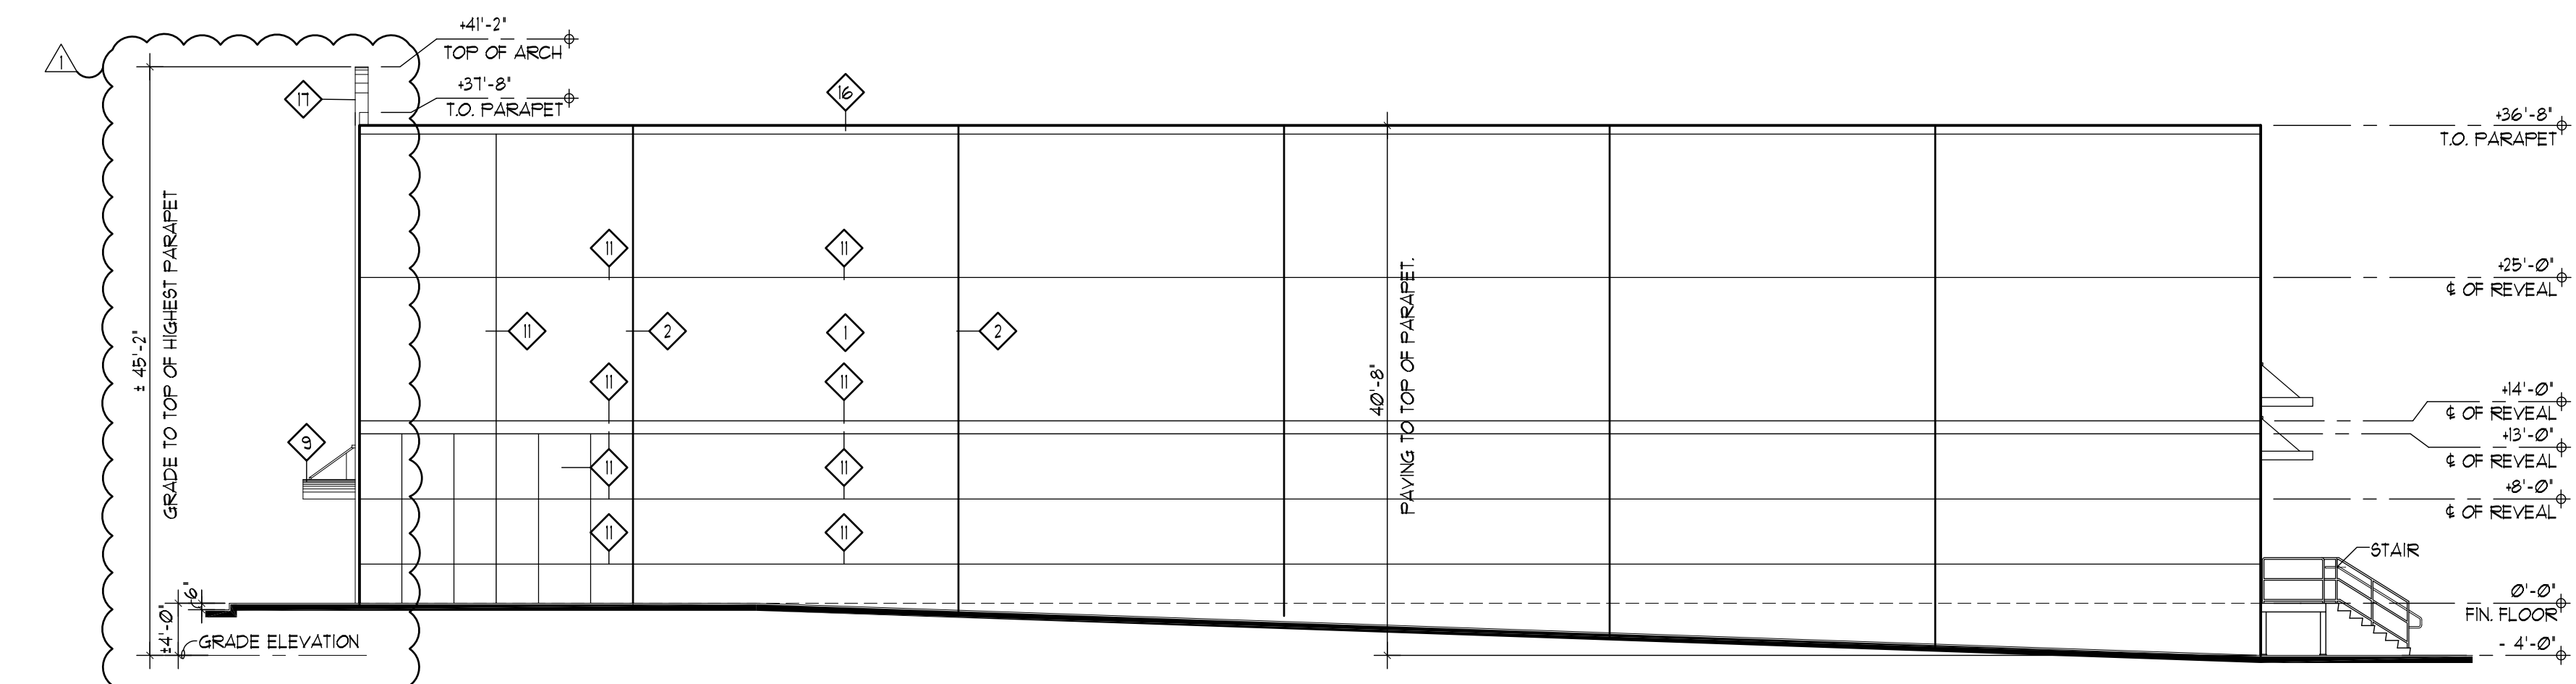 +41'-2"
TOP OF ARCH
1
+37'-8"
T.O. PARAPET
17
16
+36'-8"
T.O. PARAPET
GRADE TO TOP OF HIGHEST PARAPET
± 45'-2"
11
11
+25'-0"
℄ OF REVEAL
PAVING TO TOP OF PARAPET.
40'-8"
11
2
1
2
11
11
+14'-0"
℄ OF REVEAL
9
+13'-0"
℄ OF REVEAL
11
11
+8'-0"
℄ OF REVEAL
11
11
STAIR
6"
0'-0"
FIN. FLOOR
±4'-0"
GRADE ELEVATION
- 4'-0"